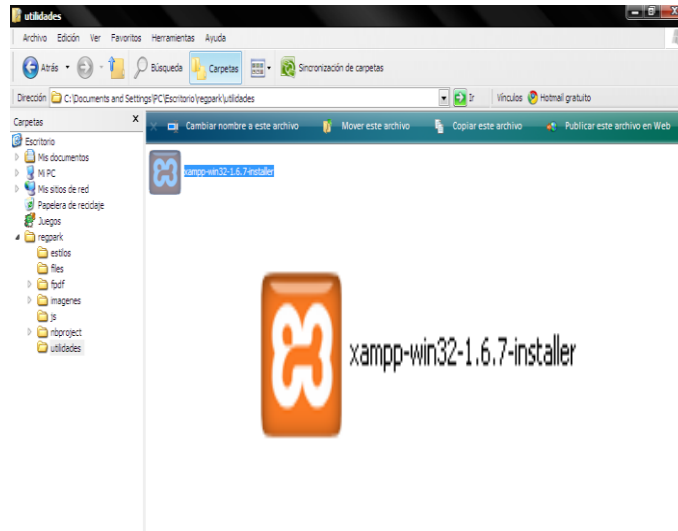 utilidades
Archivo Edición Ver Favoritos Herramientas Ayuda
Atrás Búsqueda Carpetas Sincronización de carpetas
Dirección C:\Documents and Settings\PC\Escritorio\regpark\utilidades Ir Vínculos Hotmail gratuito
Carpetas X
Cambiar nombre a este archivo Mover este archivo Copiar este archivo Publicar este archivo en Web
Escritorio
Mis documentos
Mi PC
Mis sitios de red
Papelera de reciclaje
Juegos
regpark
estilos
files
fpdf
imagenes
js
nbproject
utilidades
xampp-win32-1.6.7-installer
xampp-win32-1.6.7-installer